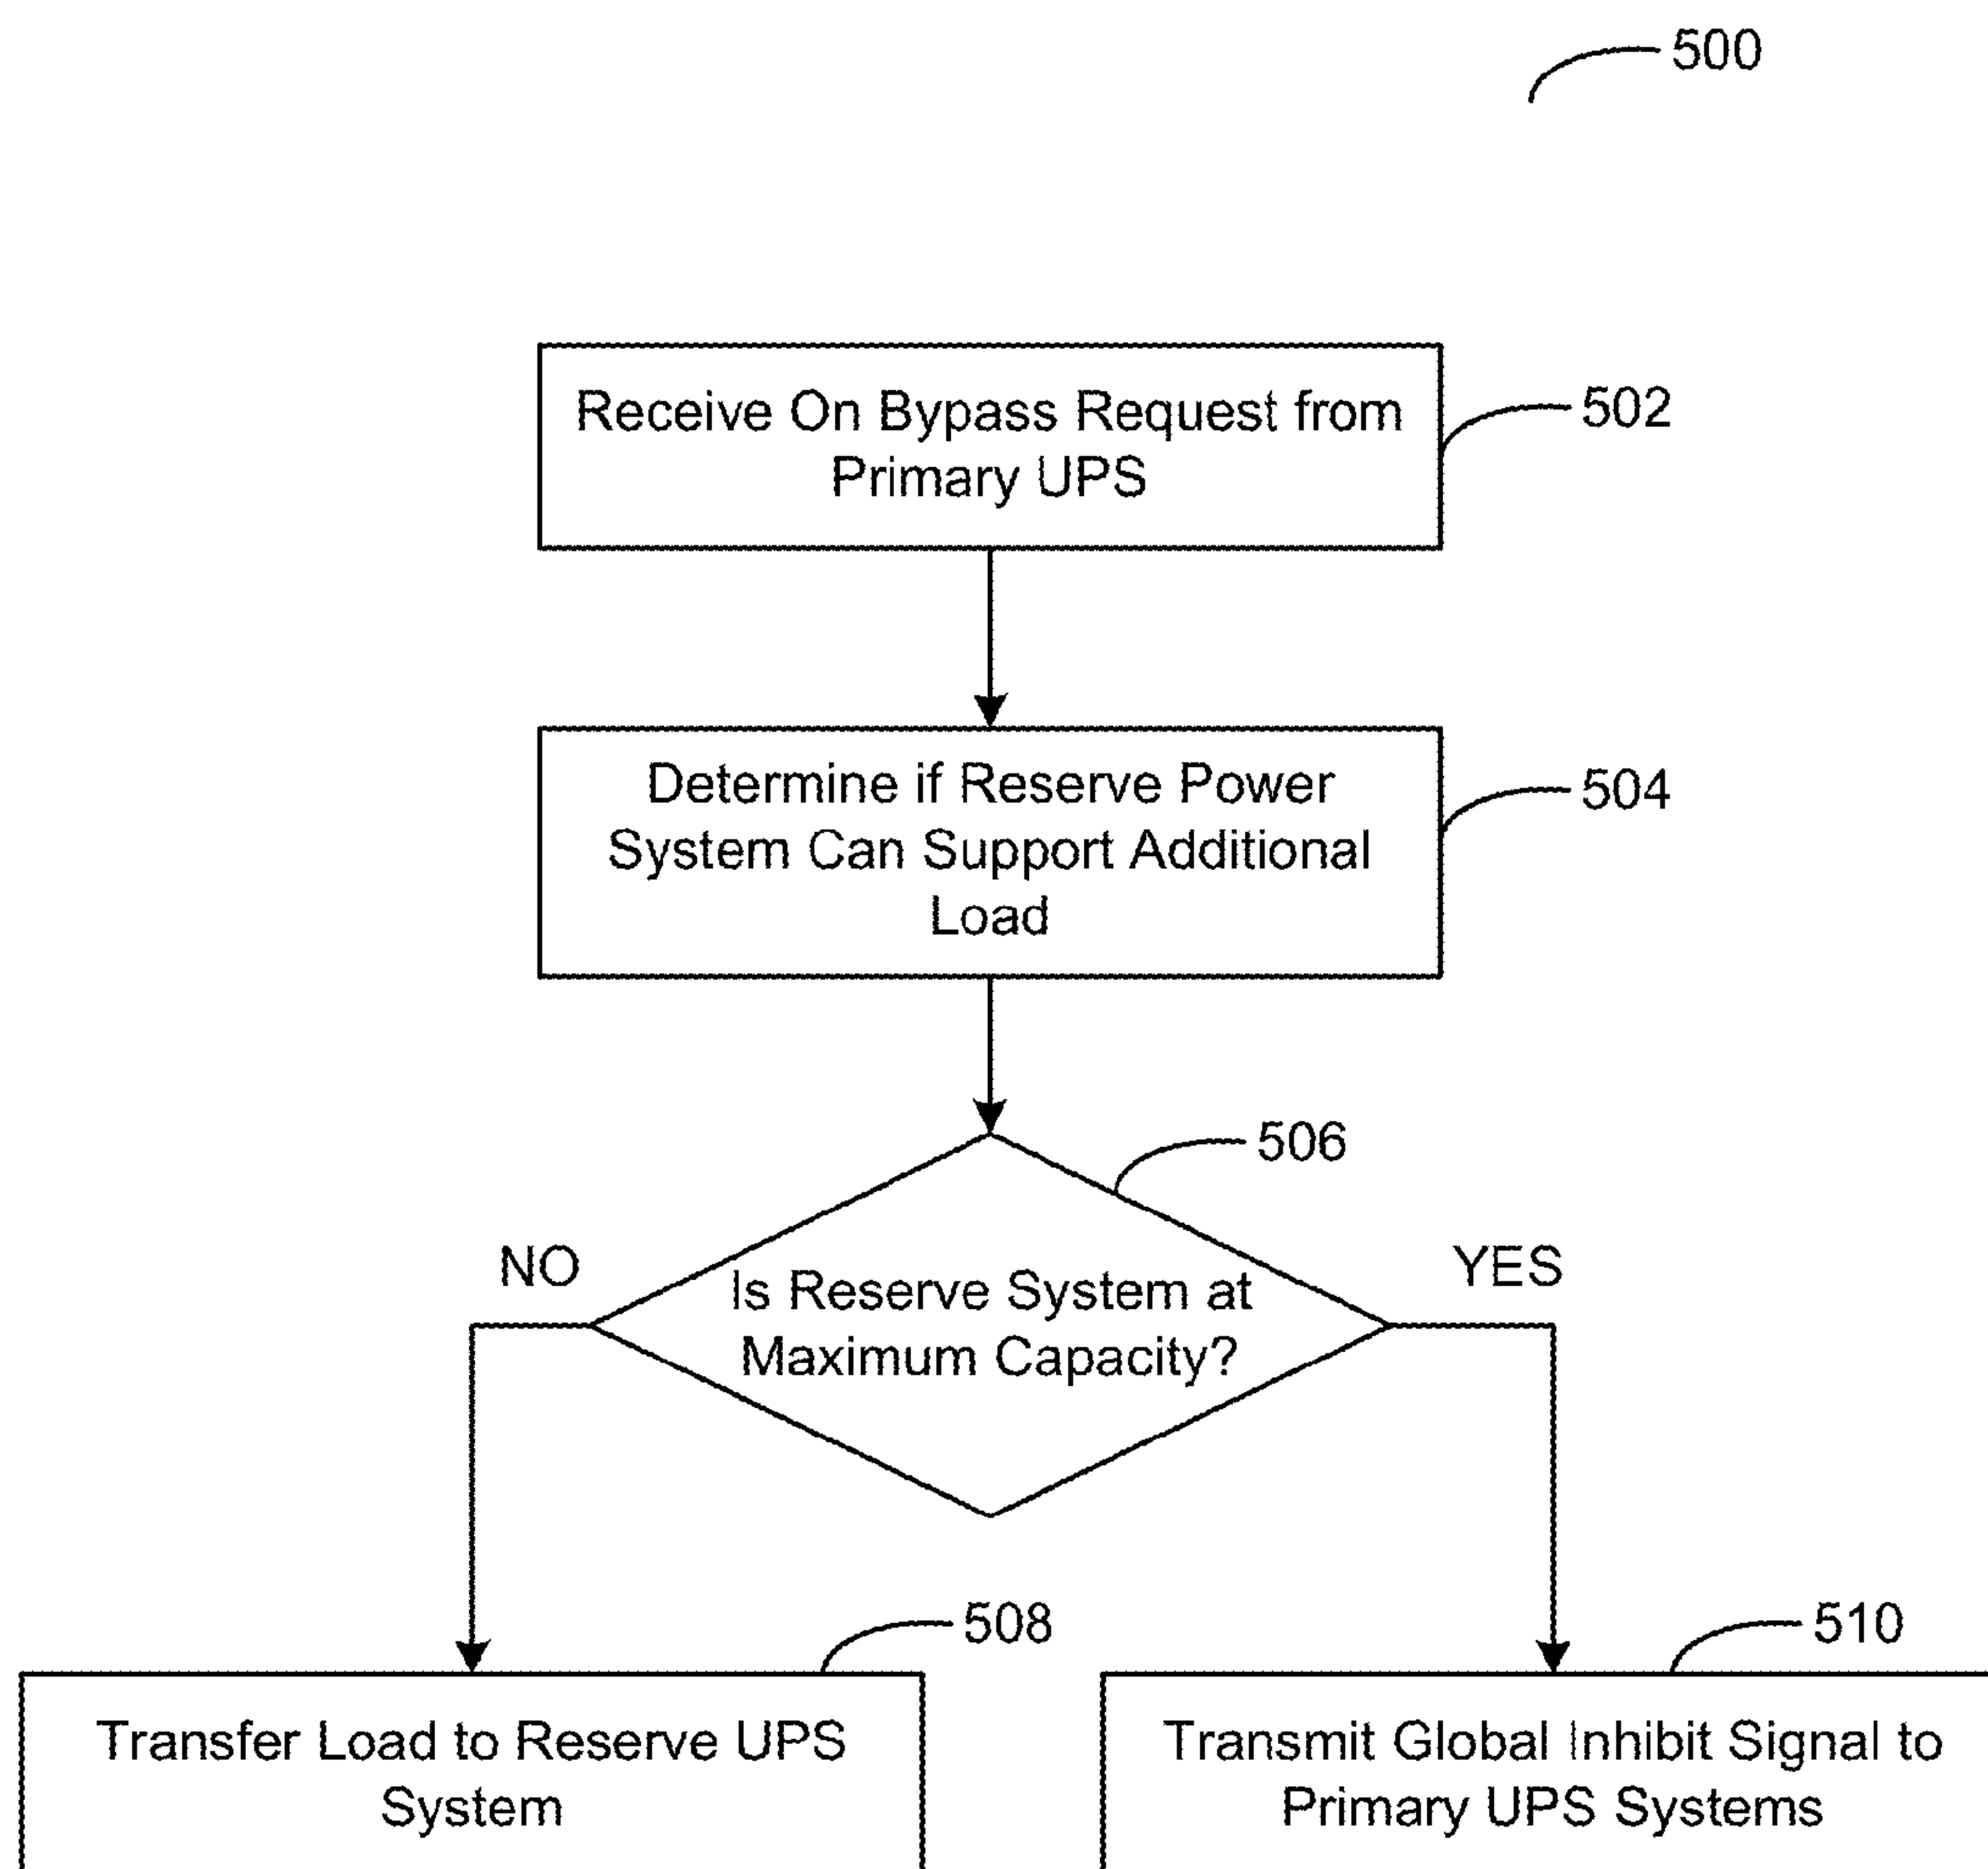 500
Receive On Bypass Request from
Primary UPS
502
Determine if Reserve Power
System Can Support Additional
Load
504
506
NO
YES
Is Reserve System at
Maximum Capacity?
508
510
Transfer Load to Reserve UPS
System
Transmit Global Inhibit Signal to
Primary UPS Systems